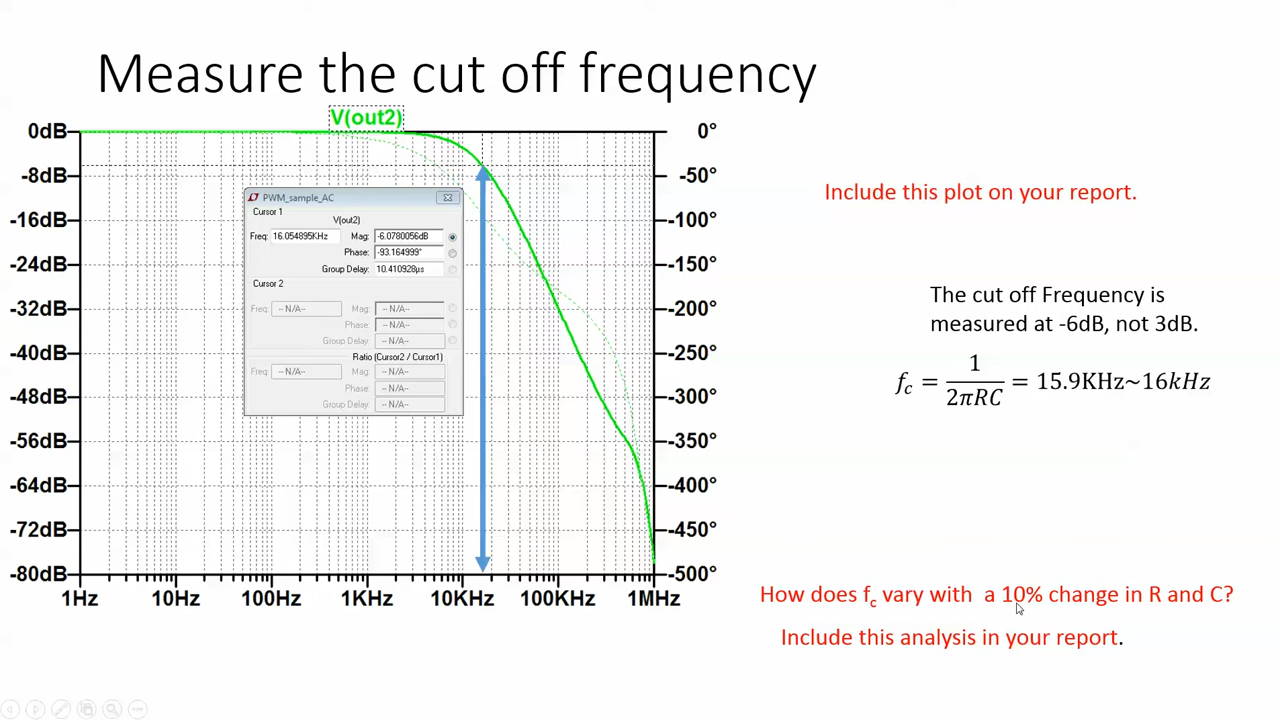 Measure the cut off frequency
V(out2)
0dB
-8dB
-16dB
-24dB
-32dB
-40dB
-48dB
-56dB
-64dB
-72dB
-80dB
0°
-50°
-100°
-150°
-200°
-250°
-300°
-350°
-400°
-450°
-500°
1Hz 10Hz 100Hz 1KHz 10KHz 100KHz 1MHz
PWM_sample_AC
Cursor 1
V(out2)
Freq: 16.054895KHz Mag: -6.0780056dB
Phase: -93.164999°
Group Delay: 10.410928µs
Cursor 2
Freq: -- N/A-- Mag: -- N/A--
Phase: -- N/A--
Group Delay: -- N/A--
Ratio (Cursor2 / Cursor1)
Freq: -- N/A-- Mag: -- N/A--
Phase: -- N/A--
Group Delay: -- N/A--
Include this plot on your report.
The cut off Frequency is
measured at -6dB, not 3dB.
f_c = 1/(2πRC) = 15.9KHz~16kHz
How does f_c vary with a 10% change in R and C?
Include this analysis in your report.